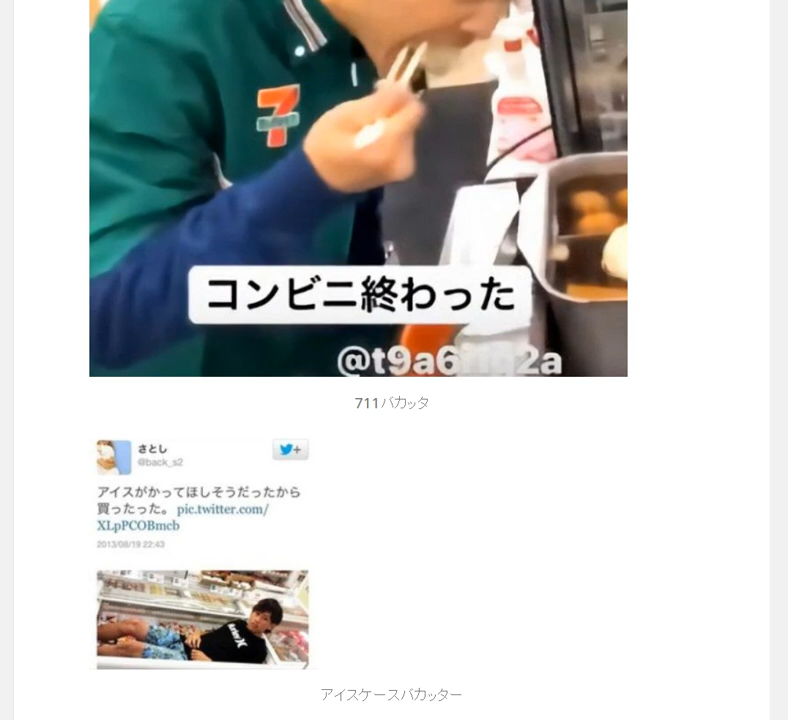 コンビニ終わった
711バカッタ
さとし
@back_s2
アイスがかってほしそうだったから
買ったった。 pic.twitter.com/
XLpPCOBmcb
2013/08/19 22:43
アイスケースバカッター